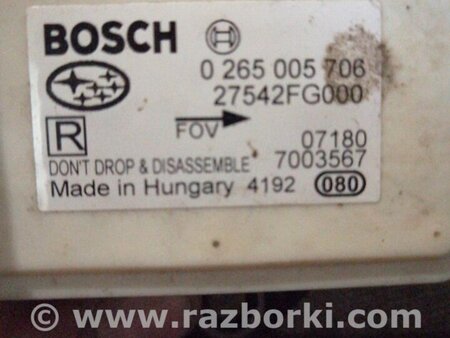 BOSCH
0 265 005 706
27542FG000
R
FOV
07180
DON'T DROP & DISASSEMBLE 7003567
Made in Hungary 4192 080
© www.razborki.com